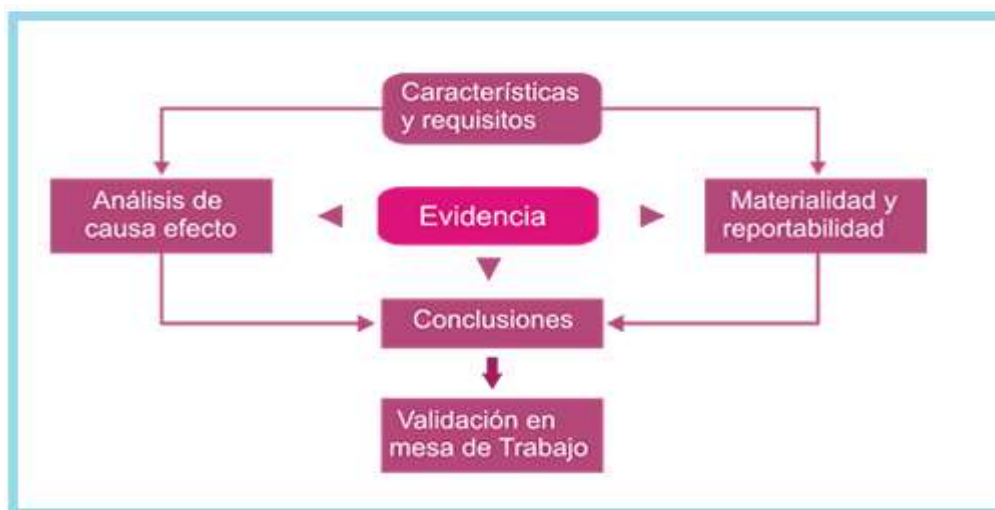 Características
y requisitos
Análisis de
causa efecto
Evidencia
Materialidad y
reportabilidad
Conclusiones
Validación en
mesa de Trabajo